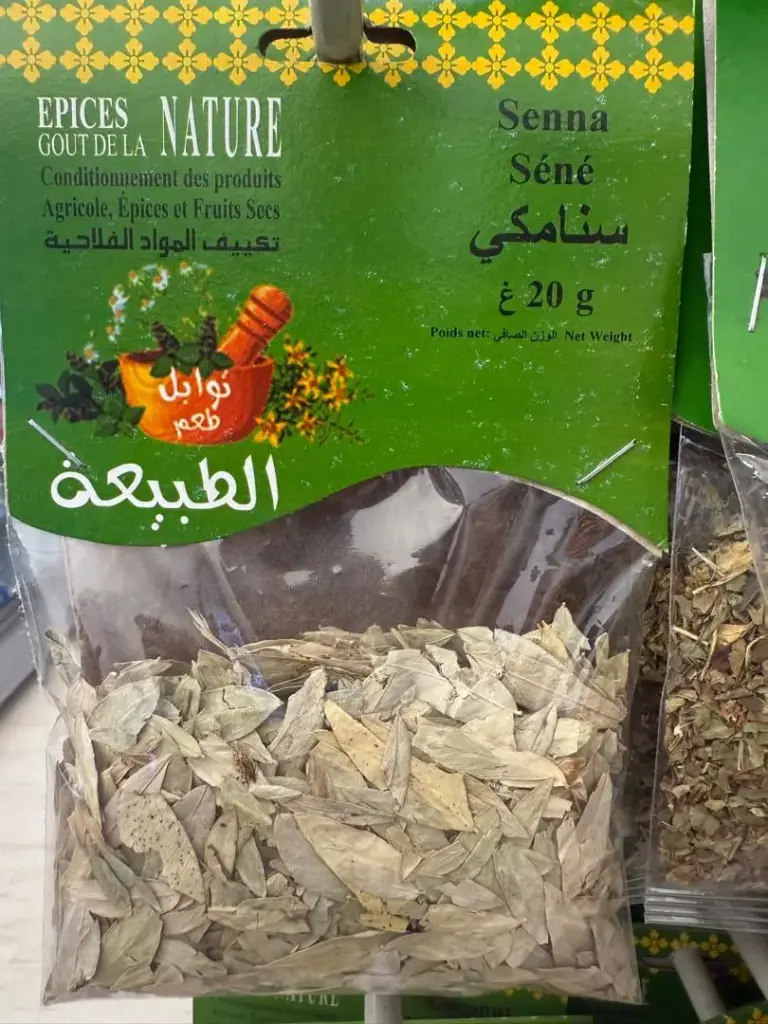 EPICES
GOUT DE LA NATURE
Conditionnement des produits
Agricole, Épices et Fruits Secs
تكييف المواد الفلاحية
توابل
طعم
الطبيعة
Senna
Séné
سنامكي
20 g غ
Poids net: الوزن الصافي Net Weight
NATURE